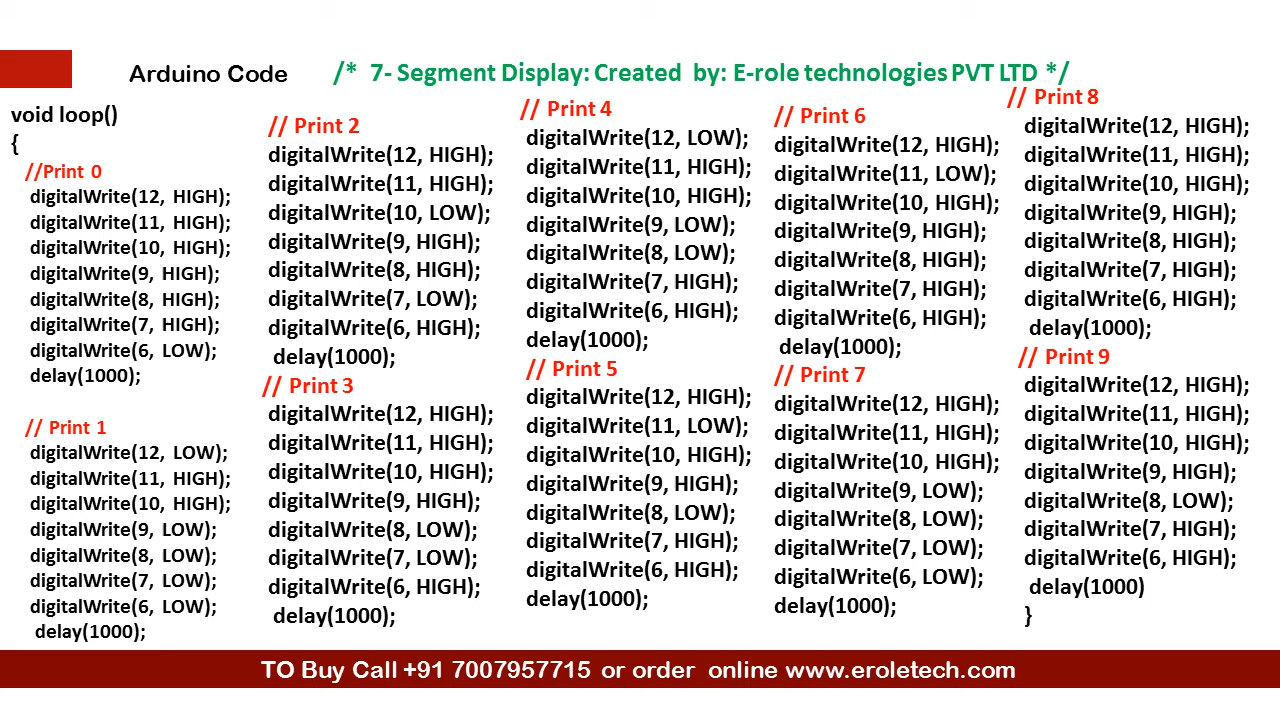 Arduino Code
/* 7- Segment Display: Created by: E-role technologies PVT LTD */
void loop()
{
//Print 0
digitalWrite(12, HIGH);
digitalWrite(11, HIGH);
digitalWrite(10, HIGH);
digitalWrite(9, HIGH);
digitalWrite(8, HIGH);
digitalWrite(7, HIGH);
digitalWrite(6, LOW);
delay(1000);
// Print 1
digitalWrite(12, LOW);
digitalWrite(11, HIGH);
digitalWrite(10, HIGH);
digitalWrite(9, LOW);
digitalWrite(8, LOW);
digitalWrite(7, LOW);
digitalWrite(6, LOW);
delay(1000);
// Print 2
digitalWrite(12, HIGH);
digitalWrite(11, HIGH);
digitalWrite(10, LOW);
digitalWrite(9, HIGH);
digitalWrite(8, HIGH);
digitalWrite(7, LOW);
digitalWrite(6, HIGH);
delay(1000);
// Print 3
digitalWrite(12, HIGH);
digitalWrite(11, HIGH);
digitalWrite(10, HIGH);
digitalWrite(9, HIGH);
digitalWrite(8, LOW);
digitalWrite(7, LOW);
digitalWrite(6, HIGH);
delay(1000);
// Print 4
digitalWrite(12, LOW);
digitalWrite(11, HIGH);
digitalWrite(10, HIGH);
digitalWrite(9, LOW);
digitalWrite(8, LOW);
digitalWrite(7, HIGH);
digitalWrite(6, HIGH);
delay(1000);
// Print 5
digitalWrite(12, HIGH);
digitalWrite(11, LOW);
digitalWrite(10, HIGH);
digitalWrite(9, HIGH);
digitalWrite(8, LOW);
digitalWrite(7, HIGH);
digitalWrite(6, HIGH);
delay(1000);
// Print 6
digitalWrite(12, HIGH);
digitalWrite(11, LOW);
digitalWrite(10, HIGH);
digitalWrite(9, HIGH);
digitalWrite(8, HIGH);
digitalWrite(7, HIGH);
digitalWrite(6, HIGH);
delay(1000);
// Print 7
digitalWrite(12, HIGH);
digitalWrite(11, HIGH);
digitalWrite(10, HIGH);
digitalWrite(9, LOW);
digitalWrite(8, LOW);
digitalWrite(7, LOW);
digitalWrite(6, LOW);
delay(1000);
// Print 8
digitalWrite(12, HIGH);
digitalWrite(11, HIGH);
digitalWrite(10, HIGH);
digitalWrite(9, HIGH);
digitalWrite(8, HIGH);
digitalWrite(7, HIGH);
digitalWrite(6, HIGH);
delay(1000);
// Print 9
digitalWrite(12, HIGH);
digitalWrite(11, HIGH);
digitalWrite(10, HIGH);
digitalWrite(9, HIGH);
digitalWrite(8, LOW);
digitalWrite(7, HIGH);
digitalWrite(6, HIGH);
delay(1000)
}
TO Buy Call +91 7007957715 or order online www.eroletech.com